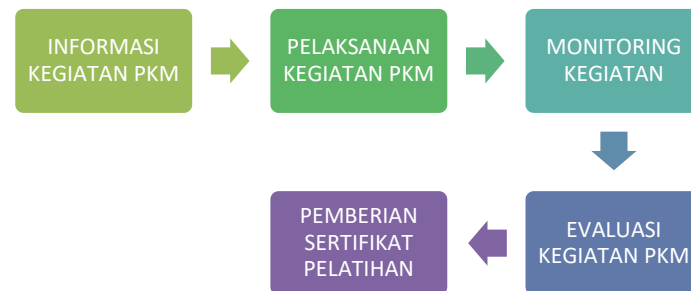 INFORMASI
KEGIATAN PKM
PELAKSANAAN
KEGIATAN PKM
MONITORING
KEGIATAN
EVALUASI
KEGIATAN PKM
PEMBERIAN
SERTIFIKAT
PELATIHAN